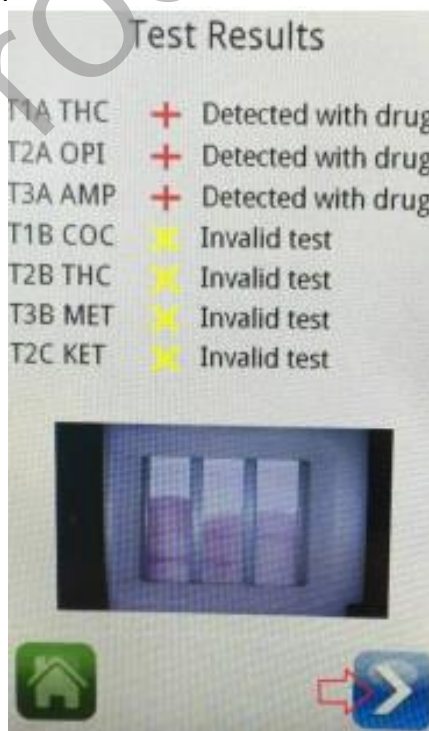 Test Results
T1A THC + Detected with drug
T2A OPI + Detected with drug
T3A AMP + Detected with drug
T1B COC Invalid test
T2B THC Invalid test
T3B MET Invalid test
T2C KET Invalid test